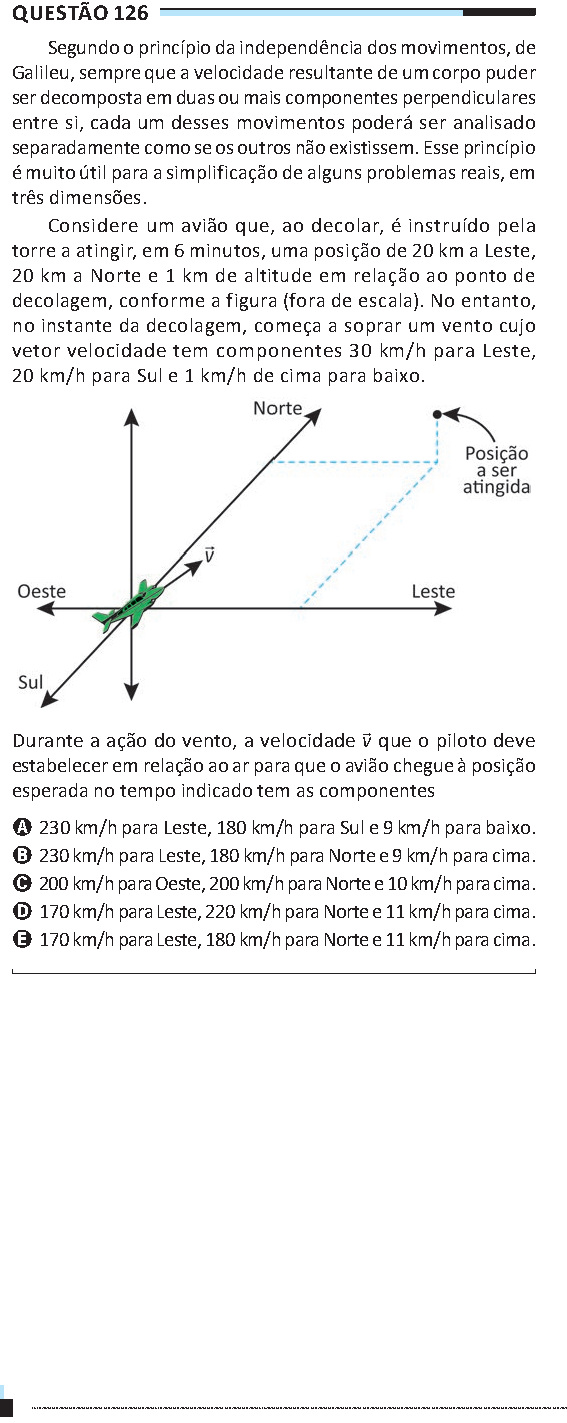 QUESTÃO 126
Segundo o princípio da independência dos movimentos, de
Galileu, sempre que a velocidade resultante de um corpo puder
ser decomposta em duas ou mais componentes perpendiculares
entre si, cada um desses movimentos poderá ser analisado
separadamente como se os outros não existissem. Esse princípio
é muito útil para a simplificação de alguns problemas reais, em
três dimensões.
Considere um avião que, ao decolar, é instruído pela
torre a atingir, em 6 minutos, uma posição de 20 km a Leste,
20 km a Norte e 1 km de altitude em relação ao ponto de
decolagem, conforme a figura (fora de escala). No entanto,
no instante da decolagem, começa a soprar um vento cujo
vetor velocidade tem componentes 30 km/h para Leste,
20 km/h para Sul e 1 km/h de cima para baixo.
Norte
Posição
a ser
atingida
v⃗
Oeste
Leste
Sul
Durante a ação do vento, a velocidade v⃗ que o piloto deve
estabelecer em relação ao ar para que o avião chegue à posição
esperada no tempo indicado tem as componentes
A 230 km/h para Leste, 180 km/h para Sul e 9 km/h para baixo.
B 230 km/h para Leste, 180 km/h para Norte e 9 km/h para cima.
C 200 km/h para Oeste, 200 km/h para Norte e 10 km/h para cima.
D 170 km/h para Leste, 220 km/h para Norte e 11 km/h para cima.
E 170 km/h para Leste, 180 km/h para Norte e 11 km/h para cima.